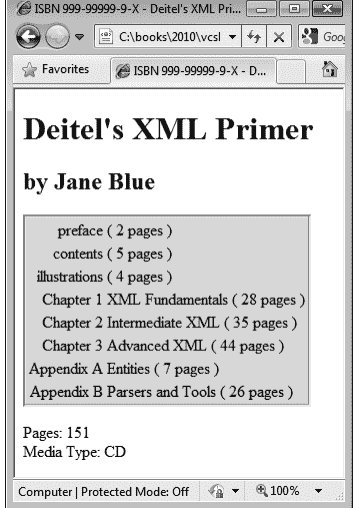 ISBN 999-99999-9-X - Deitel's XML Pri...
C:\books\2010\vcsl
Goo
Favorites
ISBN 999-99999-9-X - D...
Deitel's XML Primer
by Jane Blue
preface ( 2 pages )
contents ( 5 pages )
illustrations ( 4 pages )
Chapter 1 XML Fundamentals ( 28 pages )
Chapter 2 Intermediate XML ( 35 pages )
Chapter 3 Advanced XML ( 44 pages )
Appendix A Entities ( 7 pages )
Appendix B Parsers and Tools ( 26 pages )
Pages: 151
Media Type: CD
Computer | Protected Mode: Off
100%